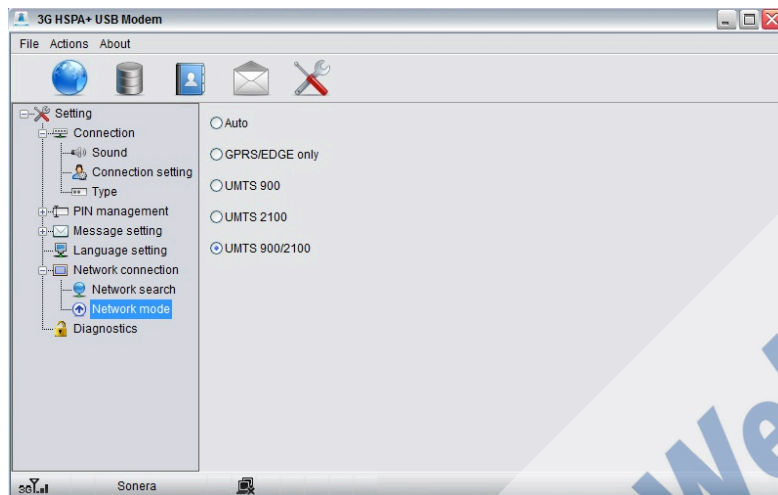 3G HSPA+ USB Modem
File Actions About
Setting
Connection
Sound
Connection setting
Type
PIN management
Message setting
Language setting
Network connection
Network search
Network mode
Diagnostics
Auto
GPRS/EDGE only
UMTS 900
UMTS 2100
UMTS 900/2100
3G Sonera